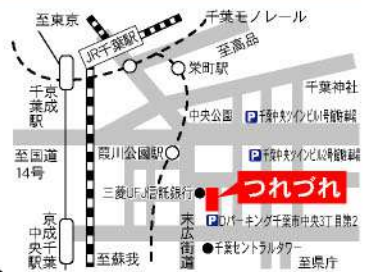 至東京
千葉モノレール
JR千葉駅
至高品
栄町駅
京成
千葉駅
千葉神社
中央公園
P千葉中央ツインビル1号館駐車場
至国道
14号
葭川公園駅
P千葉中央ツインビル2号館駐車場
三菱UFJ信託銀行
つれづれ
京成
千葉中央駅
末広街道
PDパーキング千葉市中央3丁目第2
千葉セントラルタワー
至蘇我
至県庁